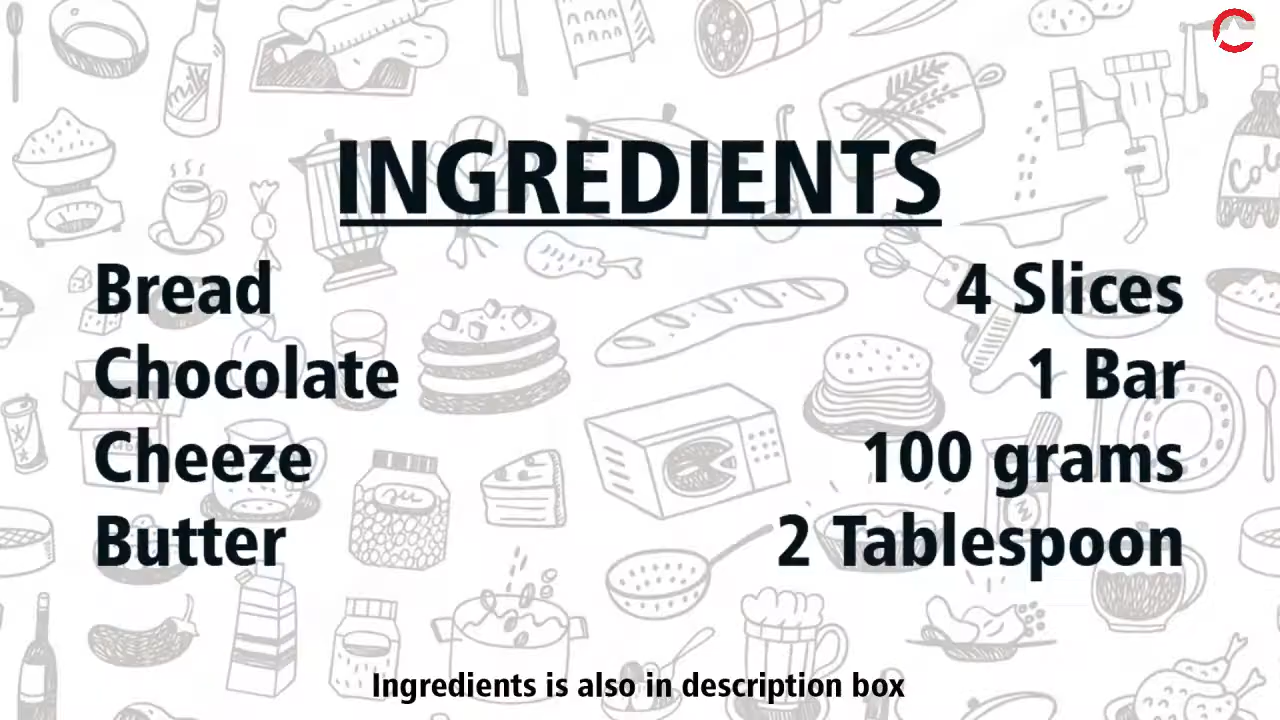 INGREDIENTS
Bread 4 Slices
Chocolate 1 Bar
Cheeze 100 grams
Butter 2 Tablespoon
Ingredients is also in description box
milk